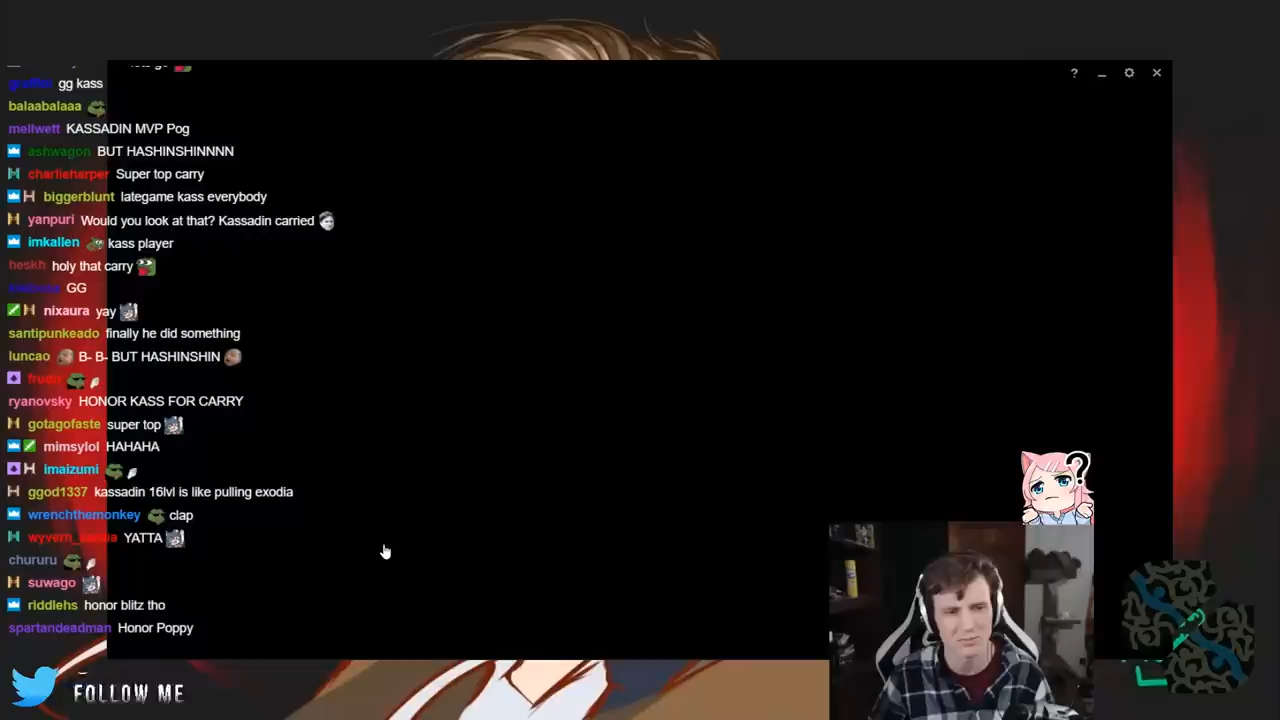 ?
gg kass
balaabalaaa
mellwett KASSADIN MVP Pog
ashwagon BUT HASHINSHINNNN
charlieharper Super top carry
biggerblunt lategame kass everybody
yanpuri Would you look at that? Kassadin carried
imkallen kass player
heskh holy that carry
GG
nixaura yay
santipunkeado finally he did something
luncao B- B- BUT HASHINSHIN
ryanovsky HONOR KASS FOR CARRY
gotagofaste super top
mimsylol HAHAHA
imaizumi
ggod1337 kassadin 16lvl is like pulling exodia
wrenchthemonkey clap
YATTA
chururu
suwago
riddlehs honor blitz tho
spartandeadman Honor Poppy
FOLLOW ME